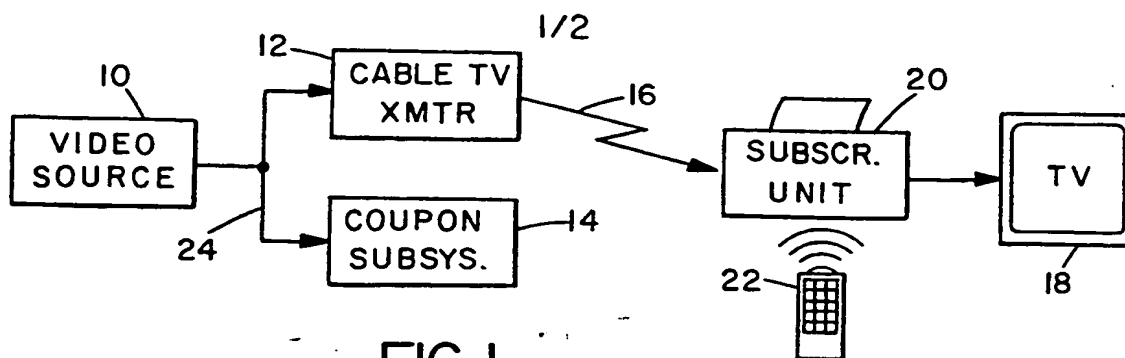 1/2
10
VIDEO
SOURCE
24
12
CABLE TV
XMTR
COUPON
SUBSYS.
14
16
20
SUBSCR.
UNIT
22
TV
18
FIG. I